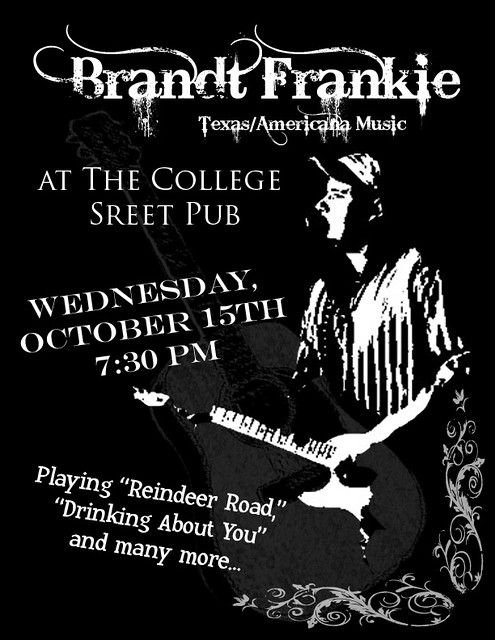 Brandt Frankie
Texas/Americana Music
at The College
Sreet Pub
Wednesday,
October 15th
7:30 PM
Playing "Reindeer Road,"
"Drinking About You"
and many more...